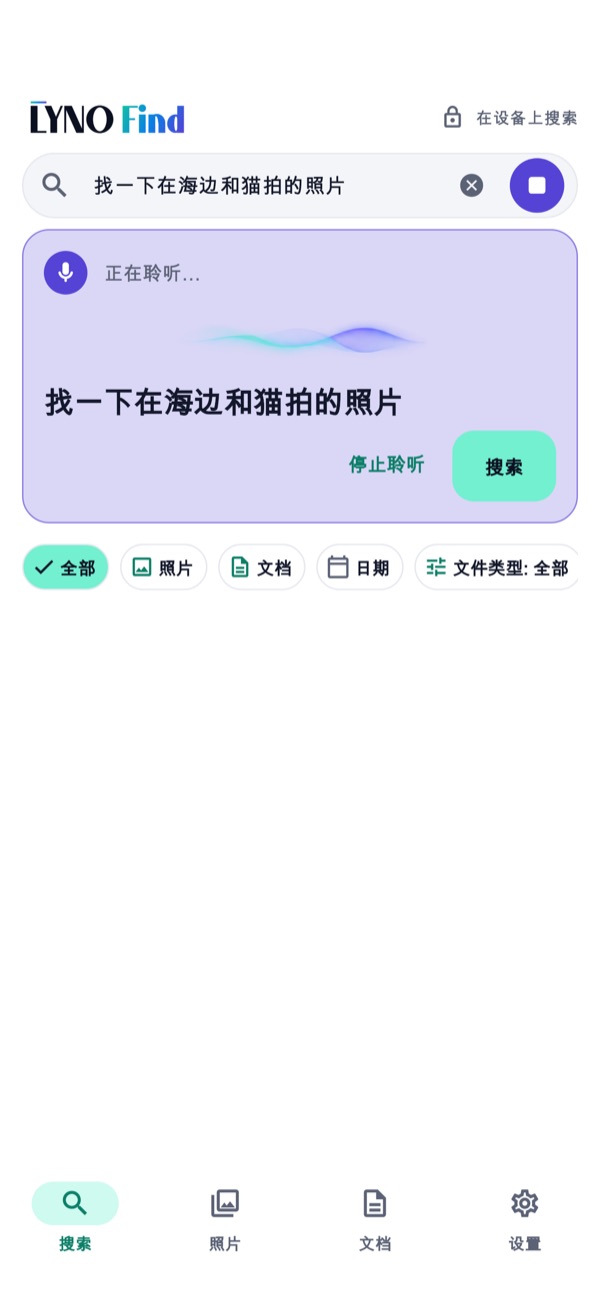 LYNO Find
在设备上搜索
找一下在海边和猫拍的照片
正在聆听...
找一下在海边和猫拍的照片
停止聆听
搜索
全部
照片
文档
日期
文件类型: 全部
搜索
照片
文档
设置